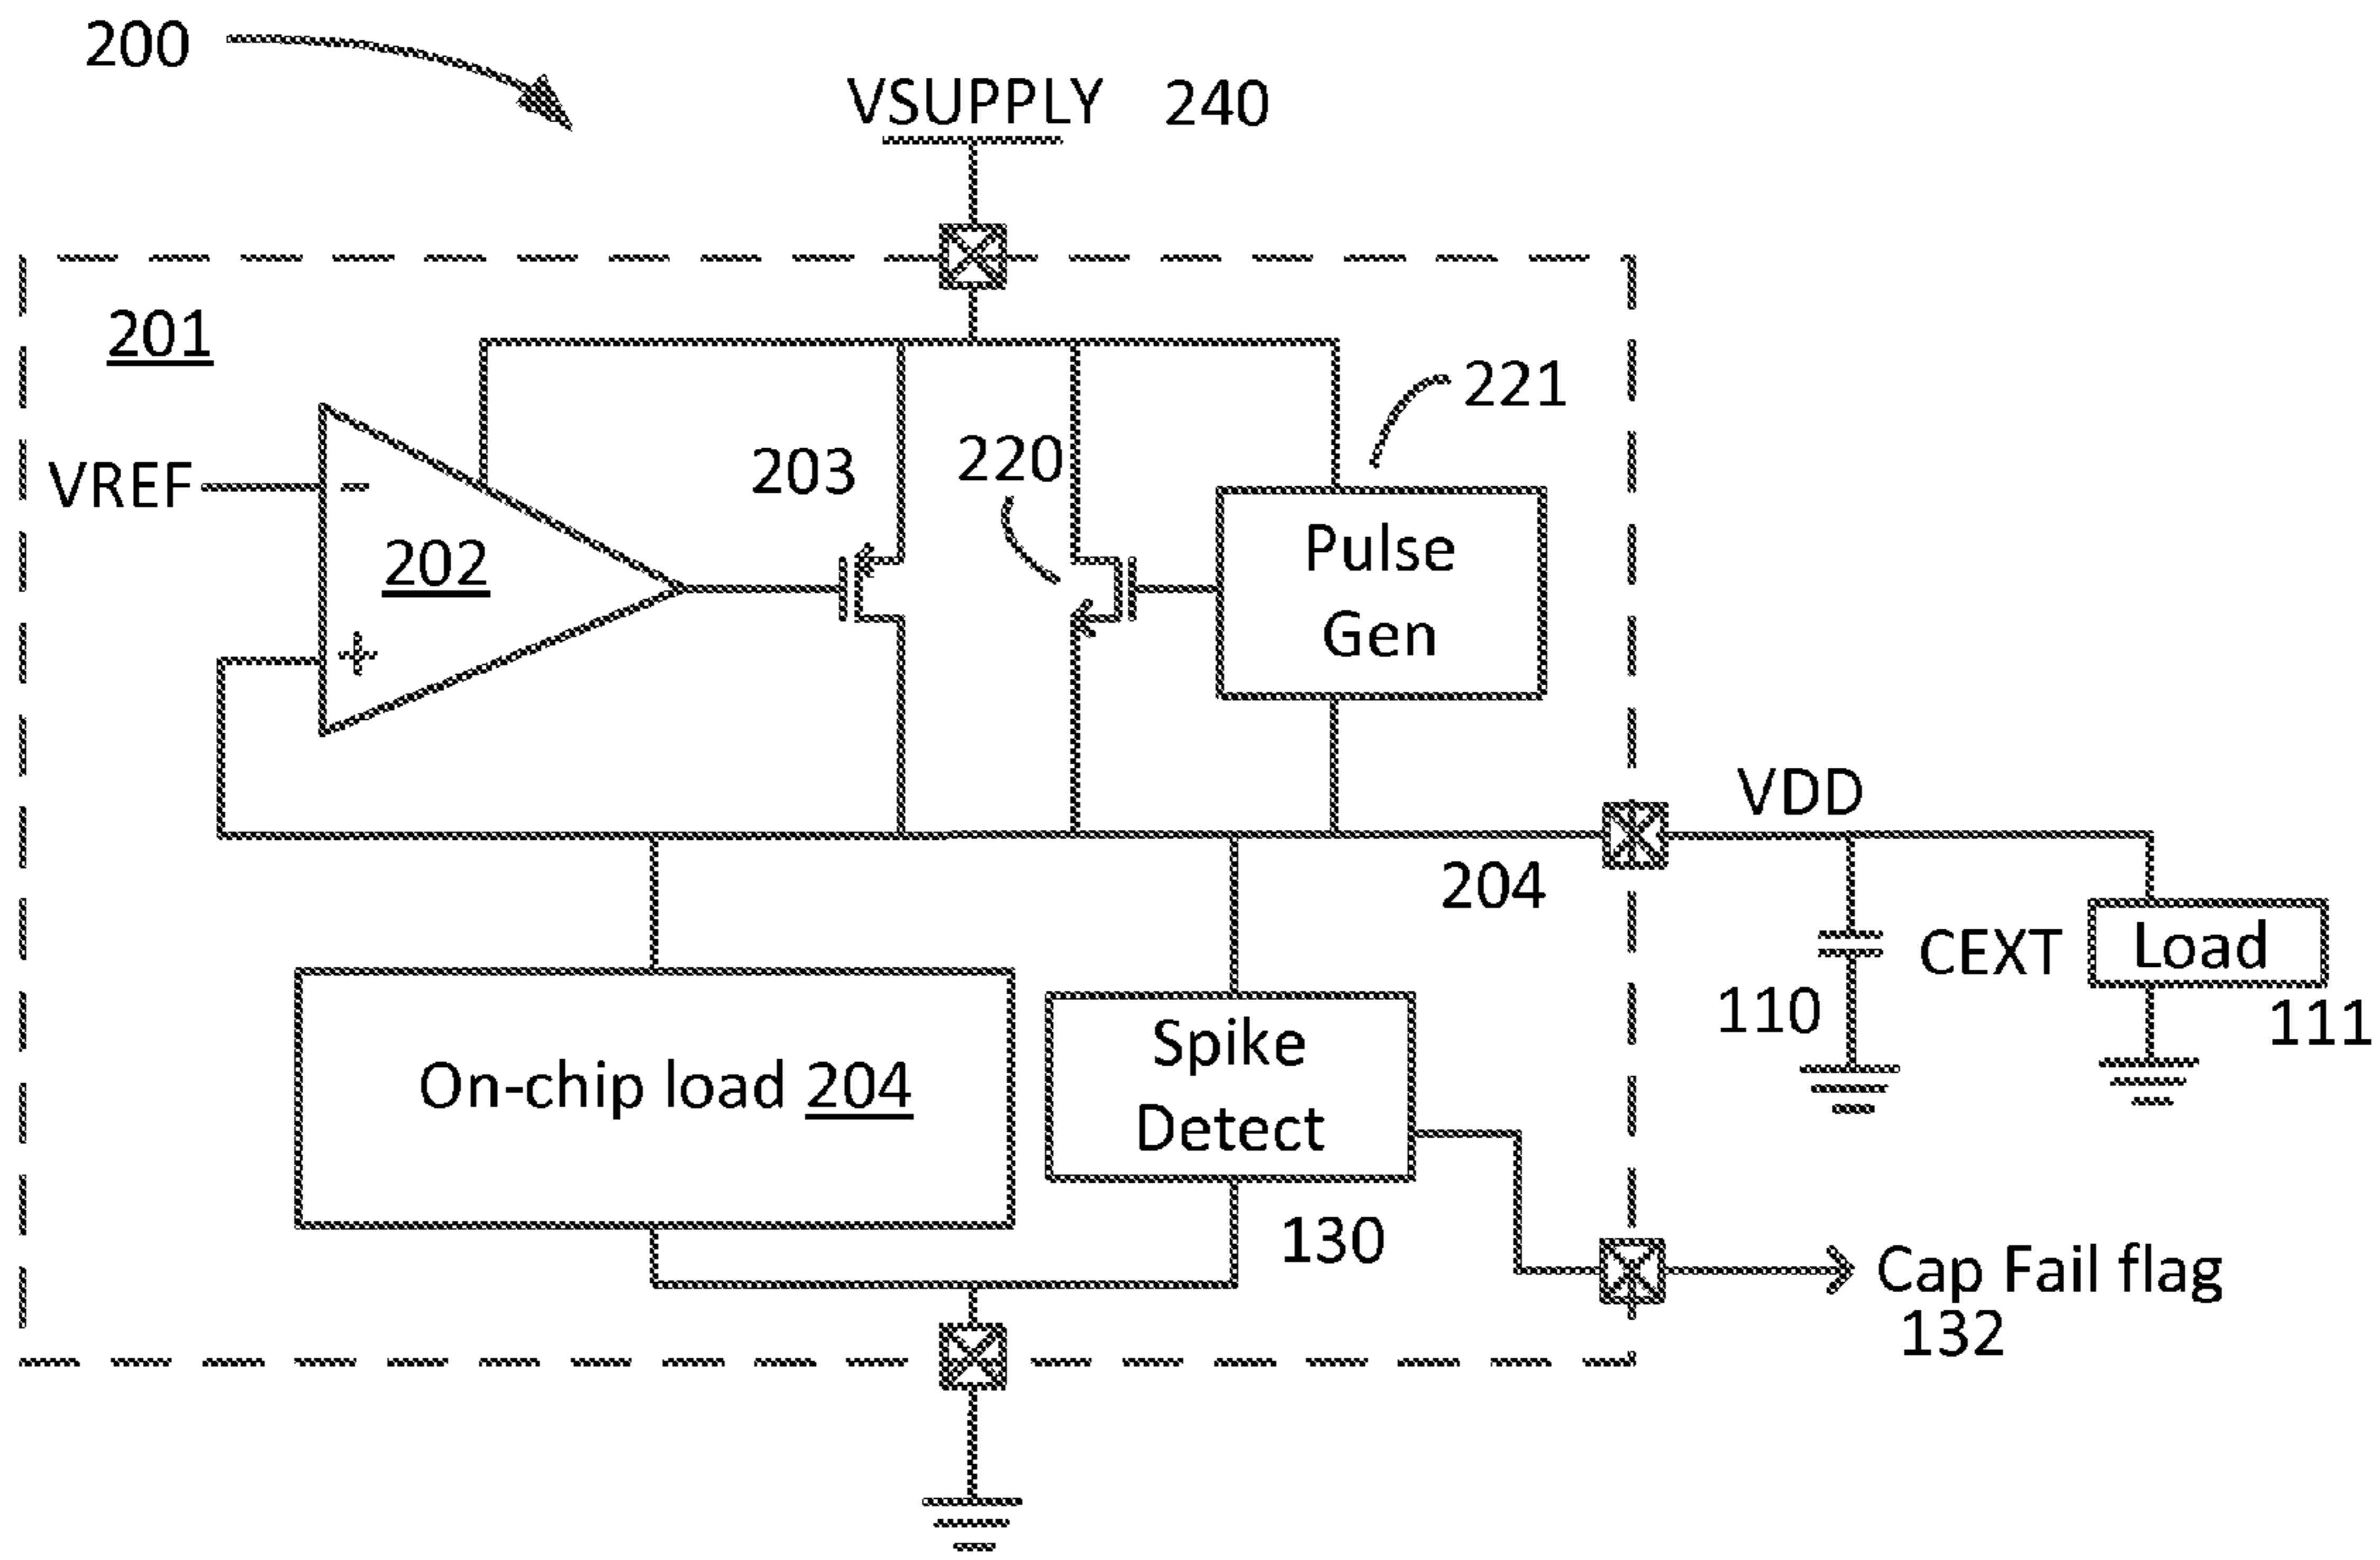 200
VSUPPLY 240
201
221
VREF
-
202
203
220
Pulse
Gen
+
VDD
204
CEXT
Load
110
111
On-chip load 204
Spike
Detect
130
Cap Fail flag
132